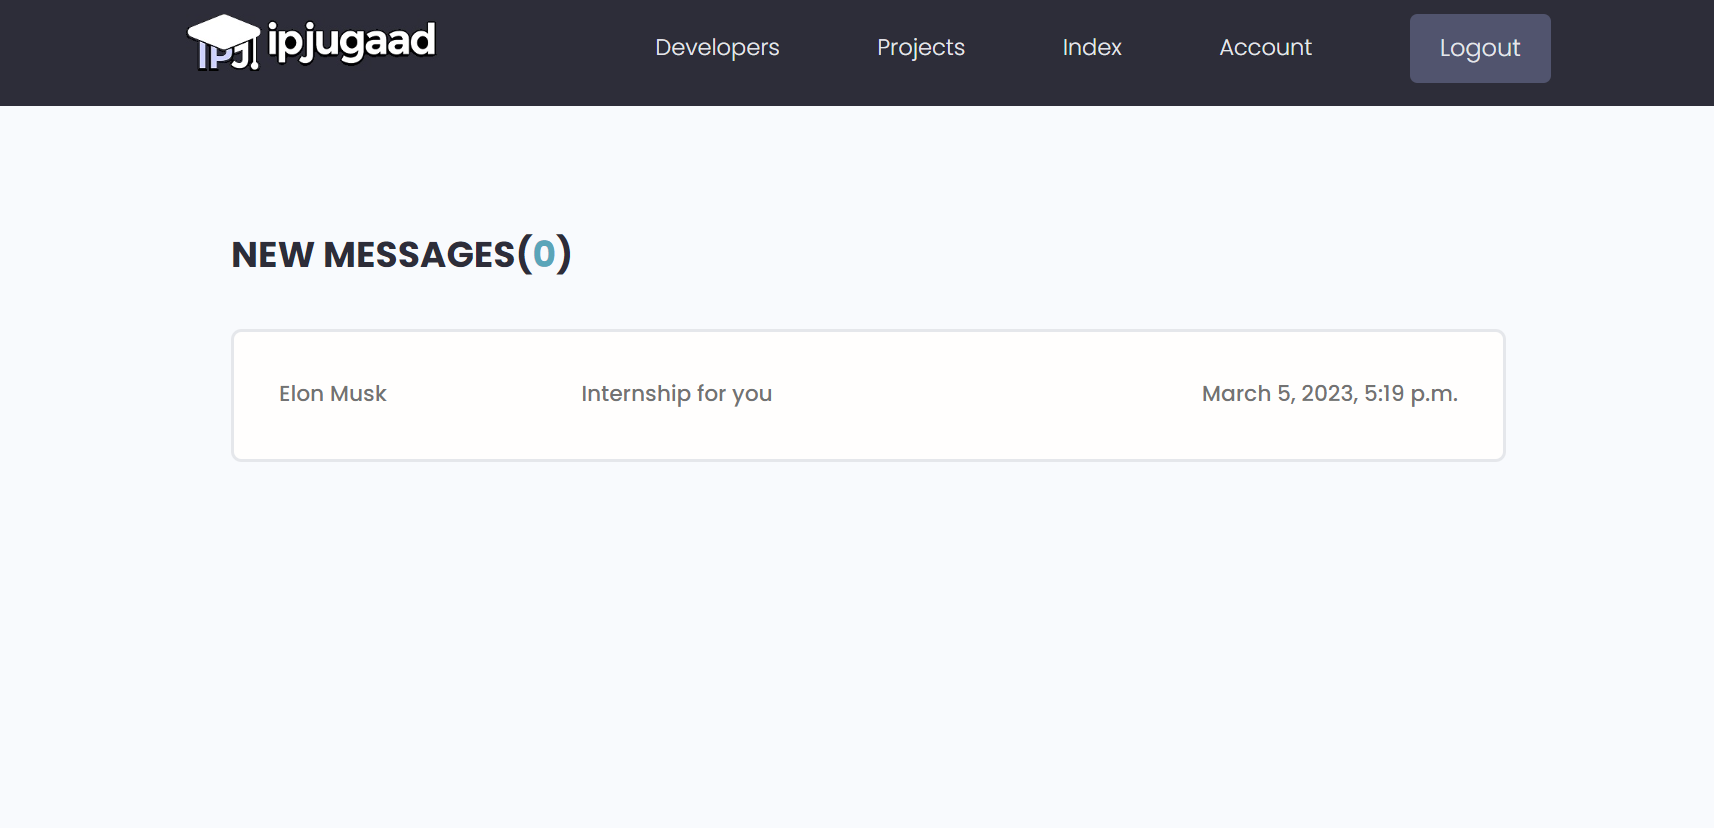 IPJ ipjugaad Developers Projects Index Account Logout
NEW MESSAGES(0)
Elon Musk Internship for you March 5, 2023, 5:19 p.m.